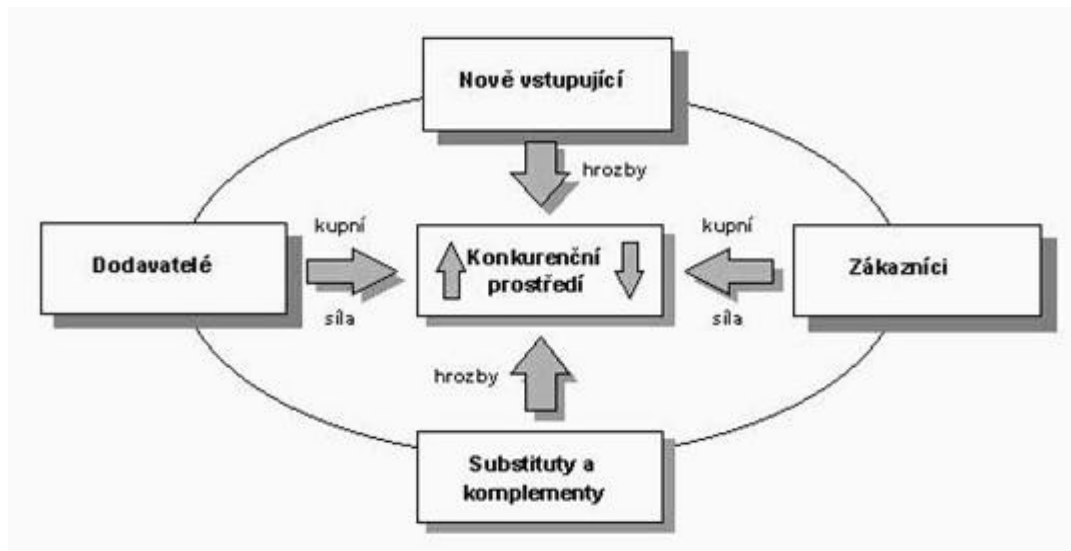 Nově vstupující
hrozby
kupní
kupní
Dodavatelé
Konkurenční
prostředí
Zákazníci
síla
síla
hrozby
Substituty a
komplementy